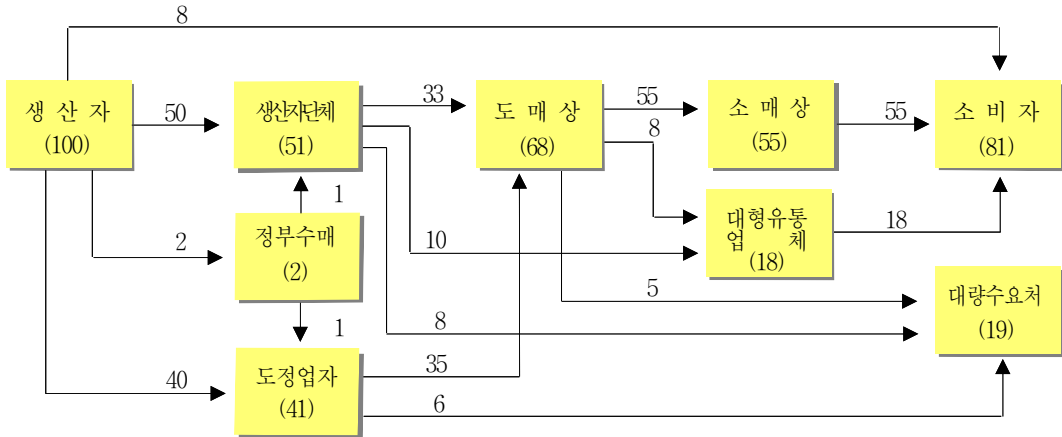 8
생 산 자
(100)
50
생산자단체
(51)
33
도 매 상
(68)
55
소 매 상
(55)
55
소 비 자
(81)
8
1
정부수매
(2)
2
10
대형유통
업 체
(18)
18
5
대량수요처
(19)
1
8
도정업자
(41)
40
35
6